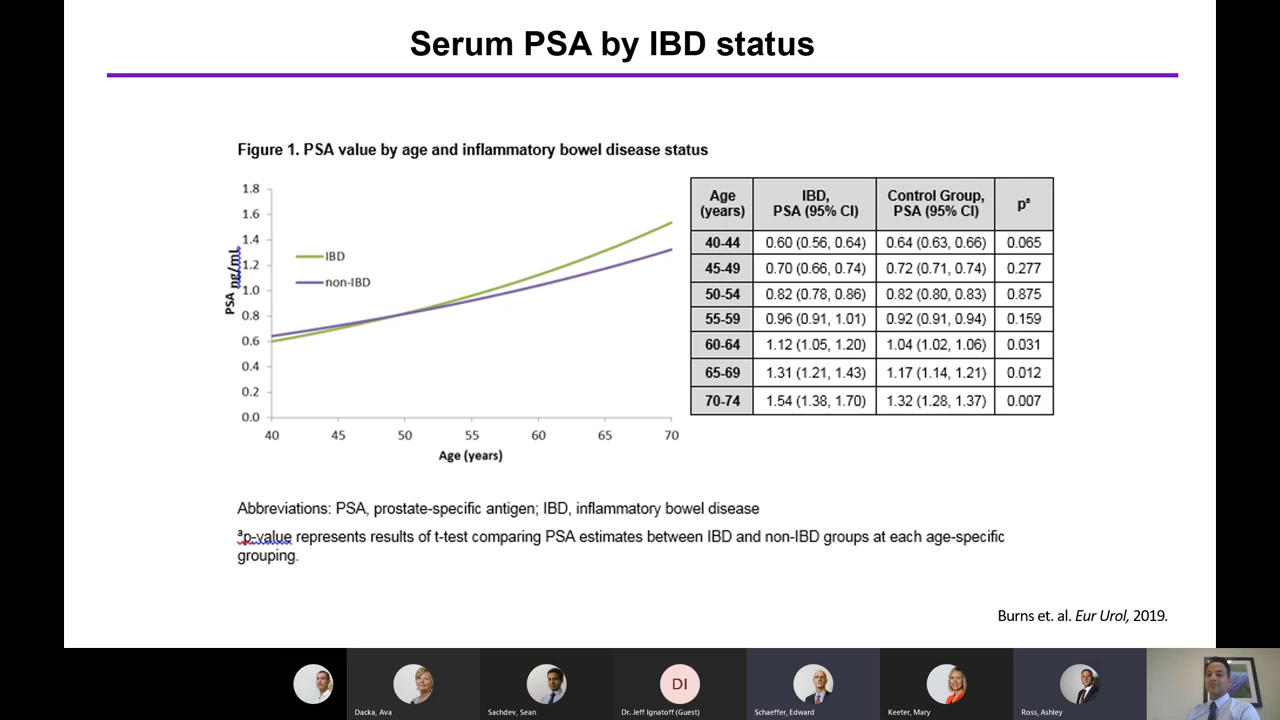 Serum PSA by IBD status
Figure 1. PSA value by age and inflammatory bowel disease status
1.8
1.6
1.4
1.2
1.0
0.8
0.6
0.4
0.2
0.0
PSA ng/mL
IBD
non-IBD
40 45 50 55 60 65 70
Age (years)
Age (years) IBD, PSA (95% CI) Control Group, PSA (95% CI) pª
40-44 0.60 (0.56, 0.64) 0.64 (0.63, 0.66) 0.065
45-49 0.70 (0.66, 0.74) 0.72 (0.71, 0.74) 0.277
50-54 0.82 (0.78, 0.86) 0.82 (0.80, 0.83) 0.875
55-59 0.96 (0.91, 1.01) 0.92 (0.91, 0.94) 0.159
60-64 1.12 (1.05, 1.20) 1.04 (1.02, 1.06) 0.031
65-69 1.31 (1.21, 1.43) 1.17 (1.14, 1.21) 0.012
70-74 1.54 (1.38, 1.70) 1.32 (1.28, 1.37) 0.007
Abbreviations: PSA, prostate-specific antigen; IBD, inflammatory bowel disease
ªp-value represents results of t-test comparing PSA estimates between IBD and non-IBD groups at each age-specific
grouping.
Burns et. al. Eur Urol, 2019.
DI
Dacka, Ava
Sachdev, Sean
Dr. Jeff Ignatoff (Guest)
Schaeffer, Edward
Keeter, Mary
Ross, Ashley